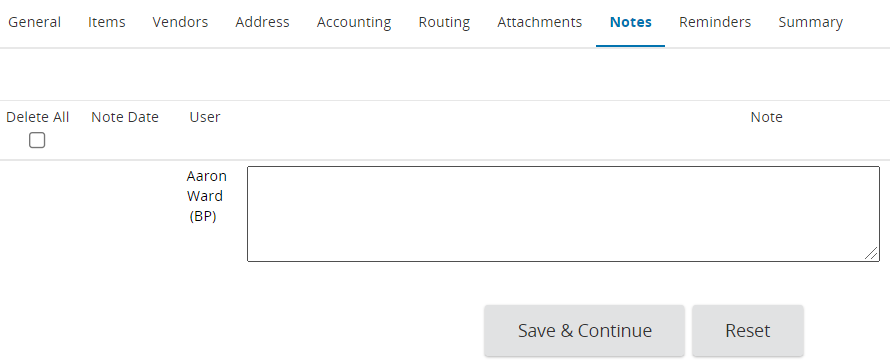 General Items Vendors Address Accounting Routing Attachments Notes Reminders Summary
Delete All Note Date User Note
Aaron
Ward
(BP)
Save & Continue Reset